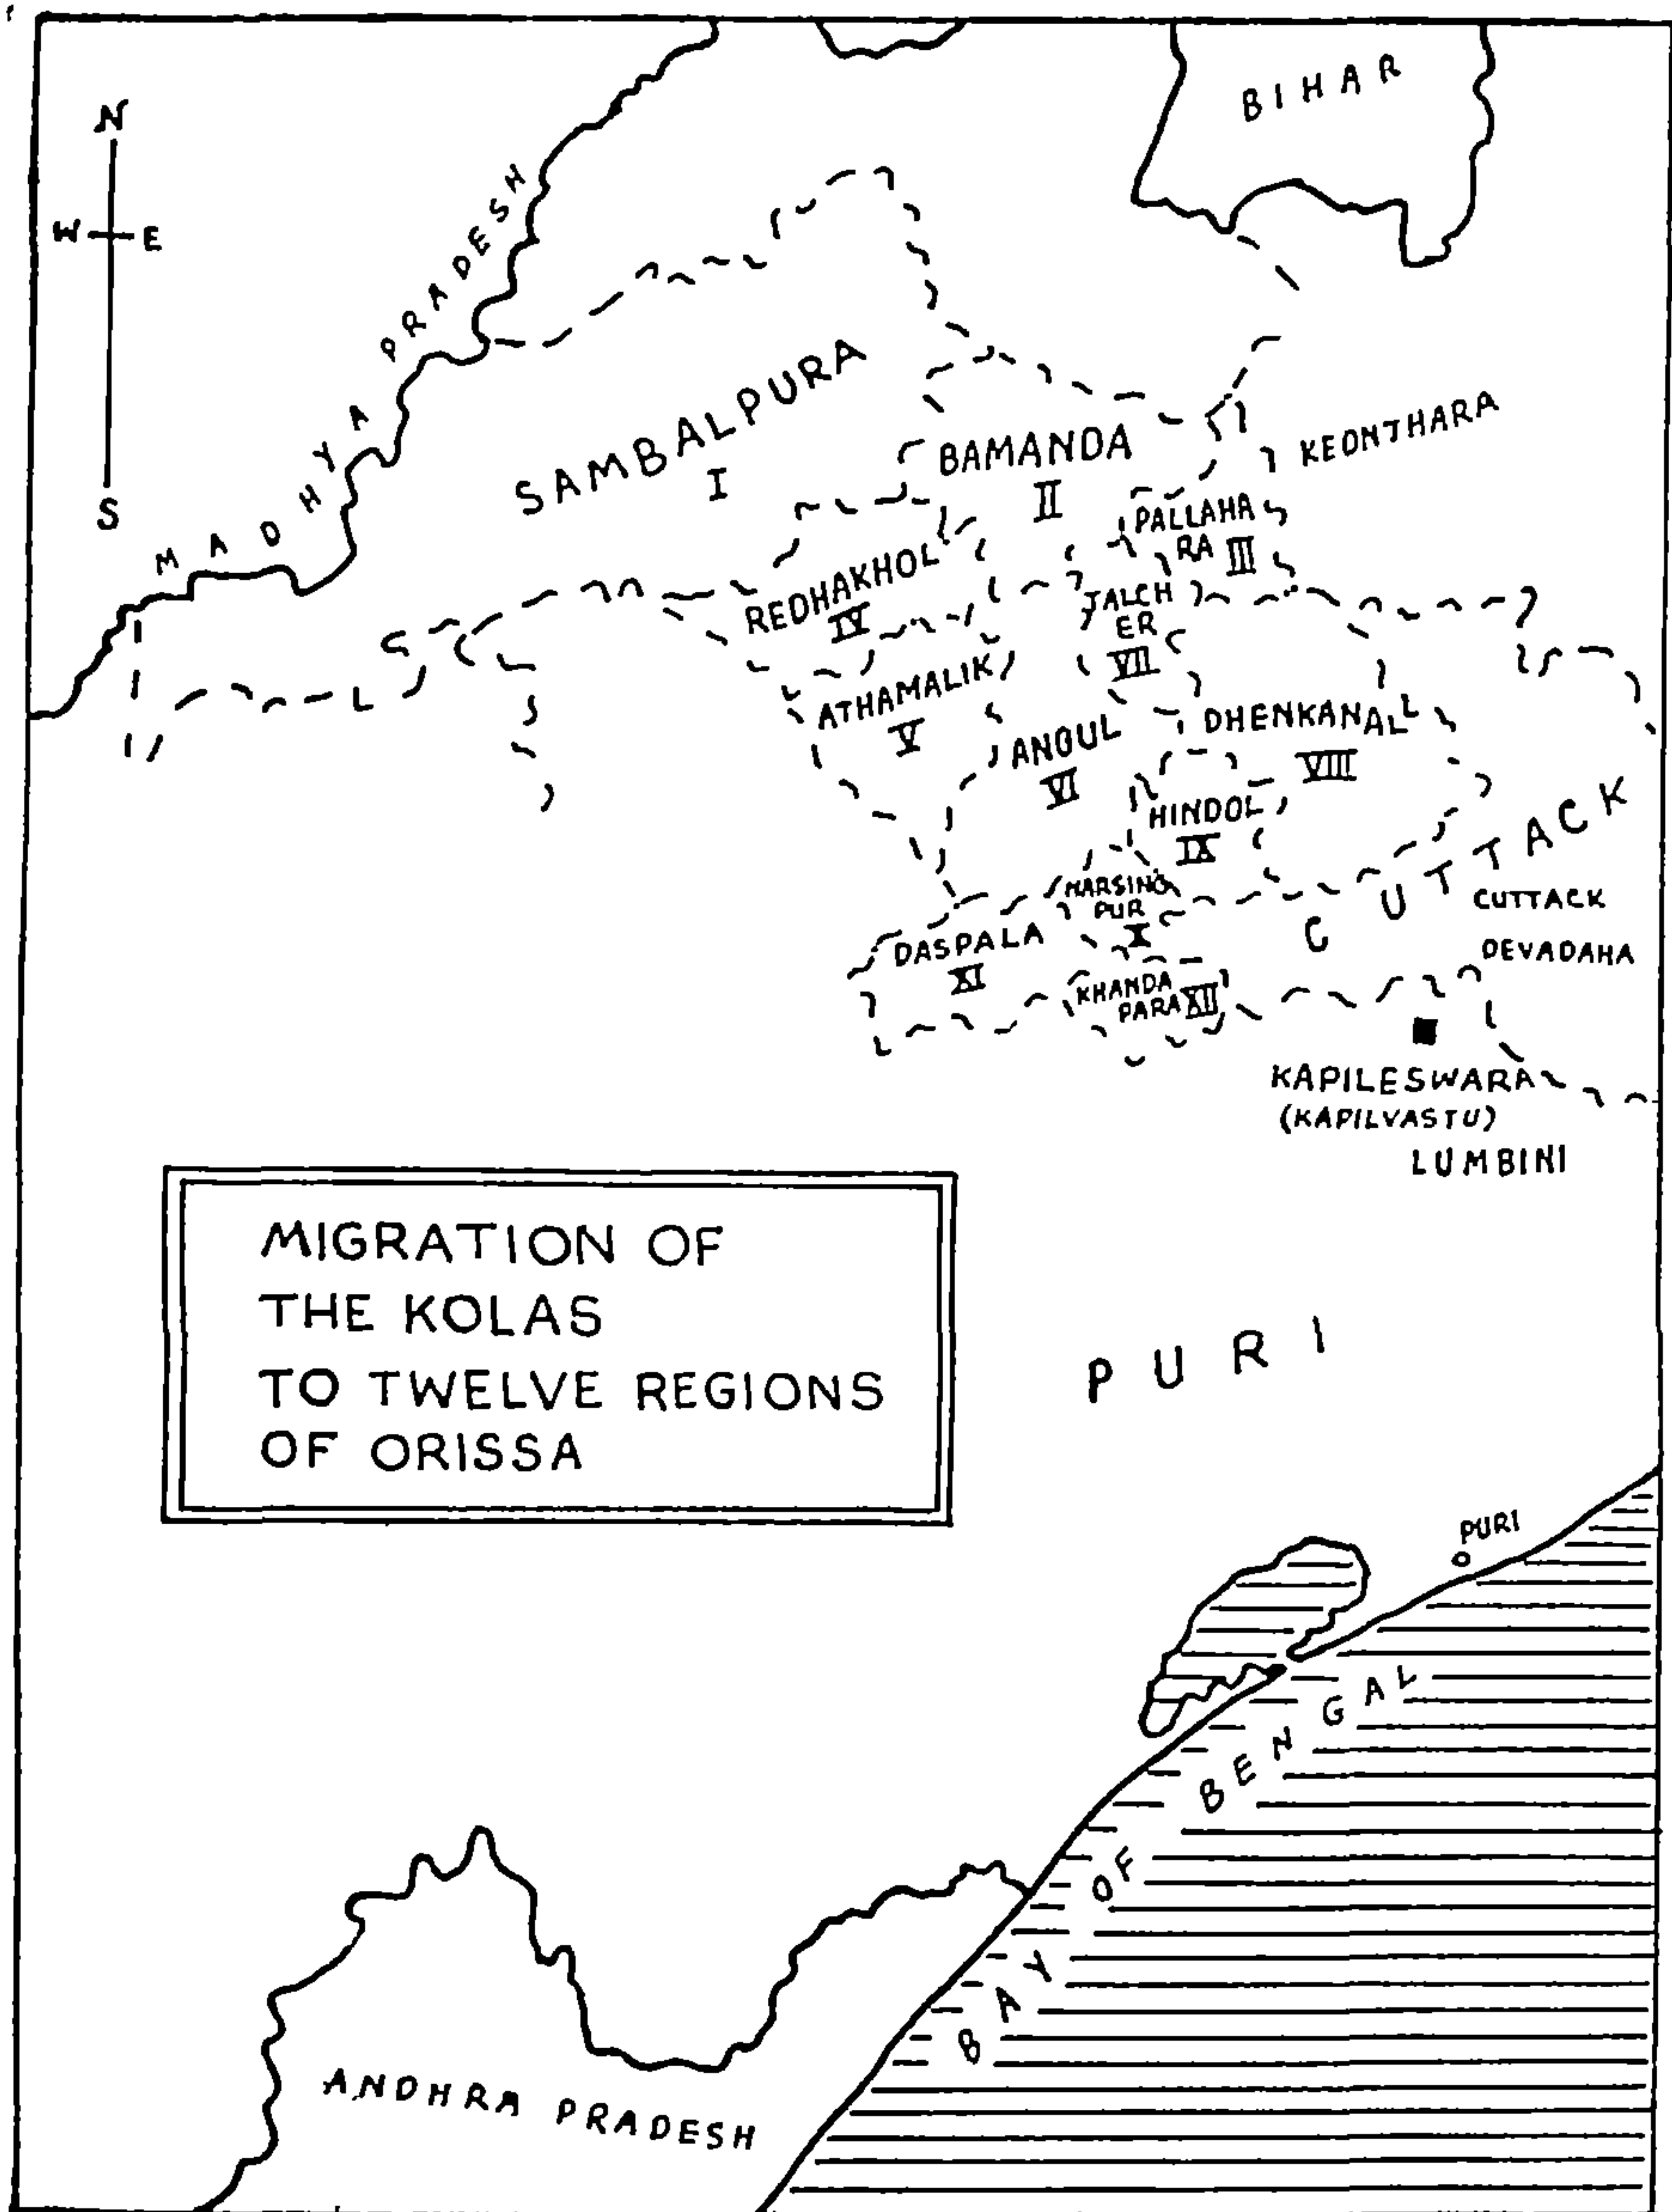 BIHAR
N
W E
S
MADHYA PRADESH
SAMBALPURA
I
BAMANDA
II
KEONTHARA
PALLAHA
RA III
REDHAKHOL
IV
TALCH
ER
VII
ATHAMALIK
V
ANGUL
VI
DHENKANAL
VIII
HINDOL
IX
CUTTACK
CUTTACK
NARSING
PUR
X
DASPALA
XI
DEVADAHA
KHANDA
PARA XII
KAPILESWARA
(KAPILVASTU)
LUMBINI
MIGRATION OF
THE KOLAS
TO TWELVE REGIONS
OF ORISSA
PURI
PURI
BAY OF BENGAL
ANDHRA PRADESH